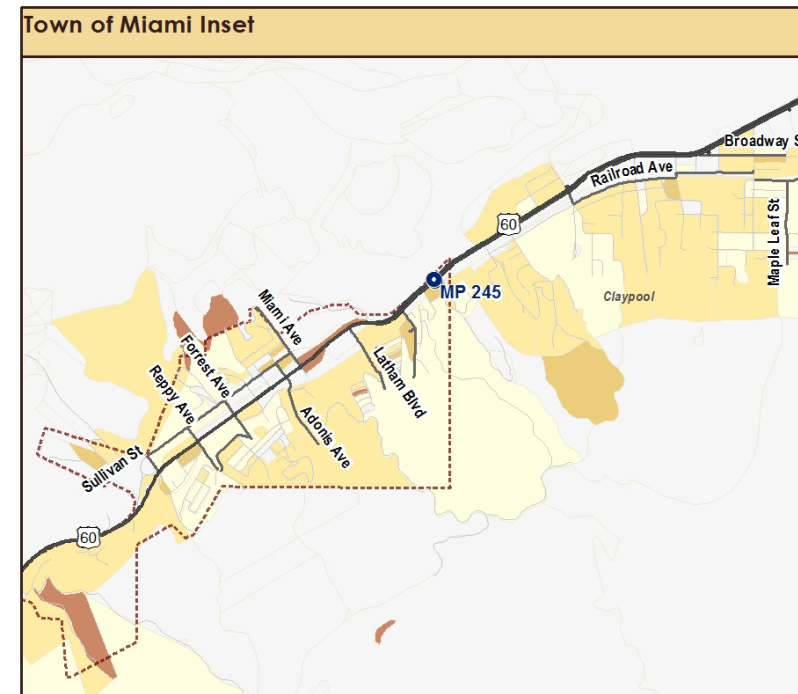 Town of Miami Inset
Broadway S
Railroad Ave
Maple Leaf St
60
MP 245
Claypool
Miami Ave
Forrest Ave
Latham Blvd
Reppy Ave
Adonis Ave
Sullivan St
60